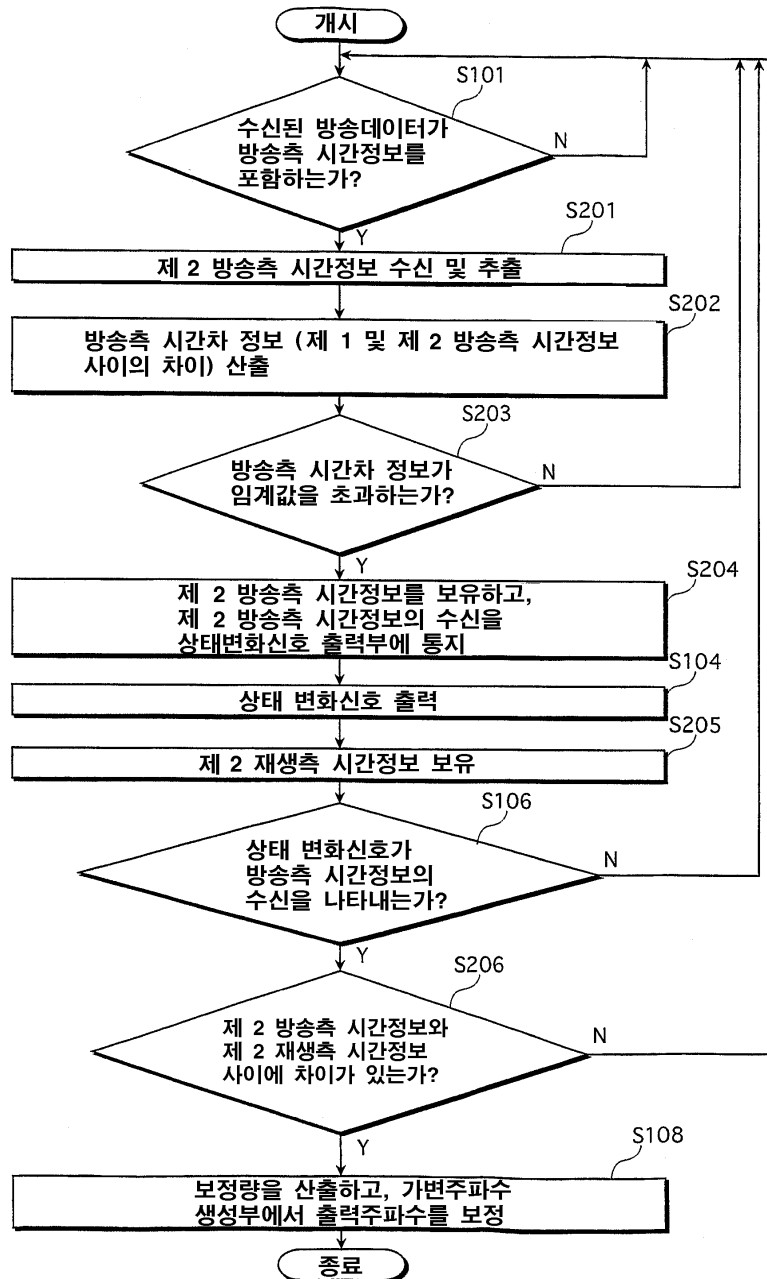 개시
S101
수신된 방송데이터가
방송측 시간정보를
포함하는가?
N
Y
S201
제 2 방송측 시간정보 수신 및 추출
S202
방송측 시간차 정보 (제 1 및 제 2 방송측 시간정보
사이의 차이) 산출
S203
방송측 시간차 정보가
임계값을 초과하는가?
N
Y
S204
제 2 방송측 시간정보를 보유하고,
제 2 방송측 시간정보의 수신을
상태변화신호 출력부에 통지
S104
상태 변화신호 출력
S205
제 2 재생측 시간정보 보유
S106
상태 변화신호가
방송측 시간정보의
수신을 나타내는가?
N
Y
S206
제 2 방송측 시간정보와
제 2 재생측 시간정보
사이에 차이가 있는가?
N
Y
S108
보정량을 산출하고, 가변주파수
생성부에서 출력주파수를 보정
종료